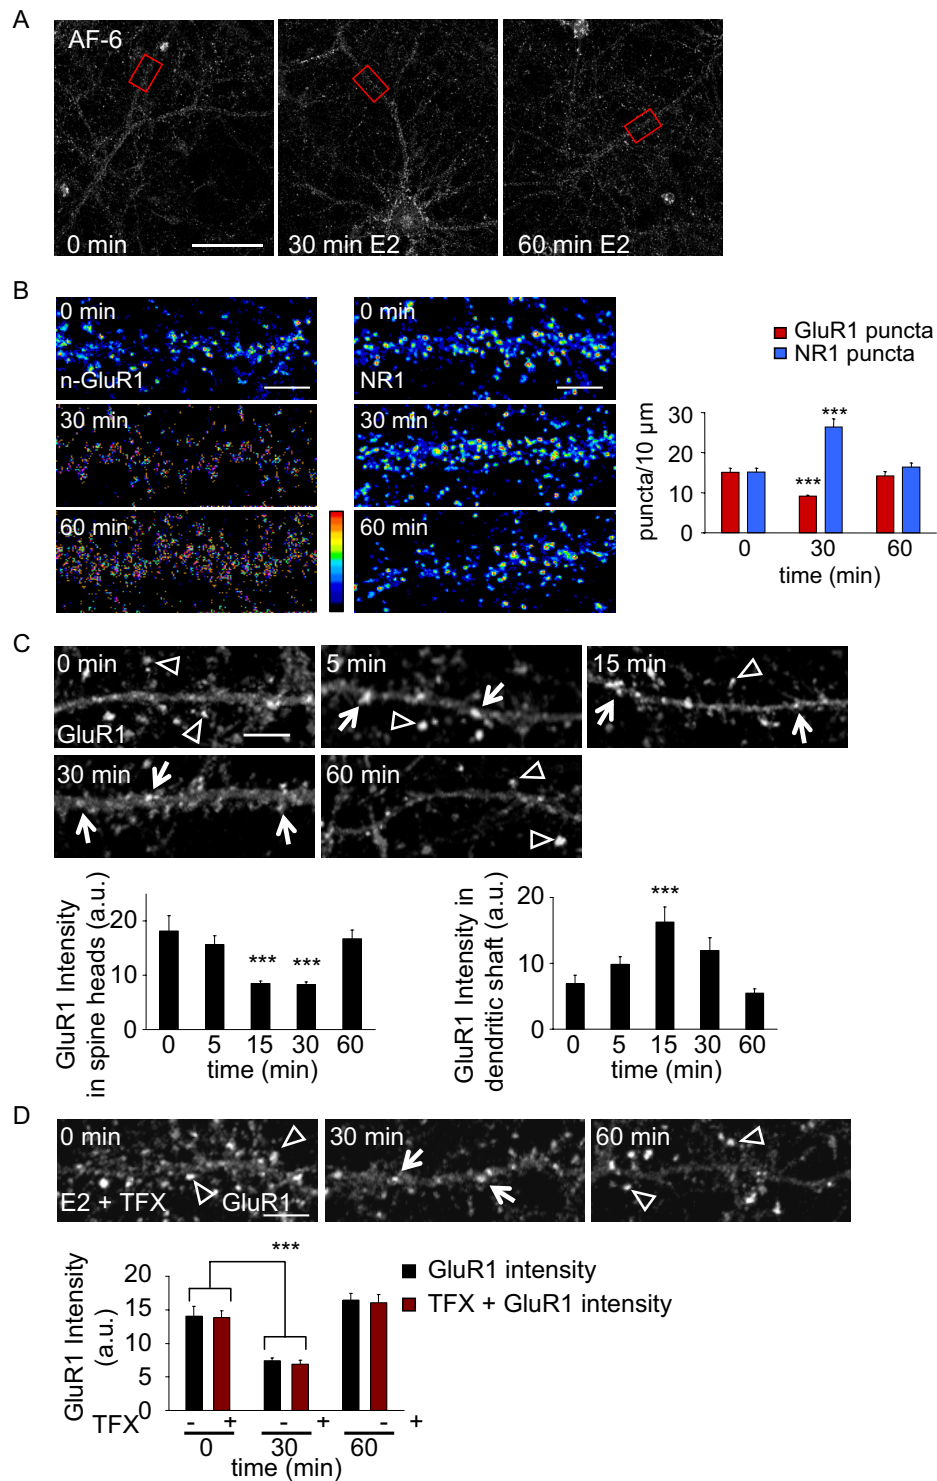 A
AF-6
0 min
30 min E2
60 min E2
B
0 min
n-GluR1
30 min
60 min
0 min
NR1
30 min
60 min
GluR1 puncta
NR1 puncta
puncta/10 µm
30
20
10
0
***
***
0 30 60
time (min)
C
0 min
GluR1
5 min
15 min
30 min
60 min
GluR1 Intensity
in spine heads (a.u.)
20
10
0
*** ***
0 5 15 30 60
time (min)
GluR1 Intensity in
dendritic shaft (a.u.)
20
10
0
***
0 5 15 30 60
time (min)
D
0 min
E2 + TFX GluR1
30 min
60 min
GluR1 Intensity
(a.u.)
20
15
10
5
0
***
GluR1 intensity
TFX + GluR1 intensity
TFX - + - + - +
0 30 60
time (min)